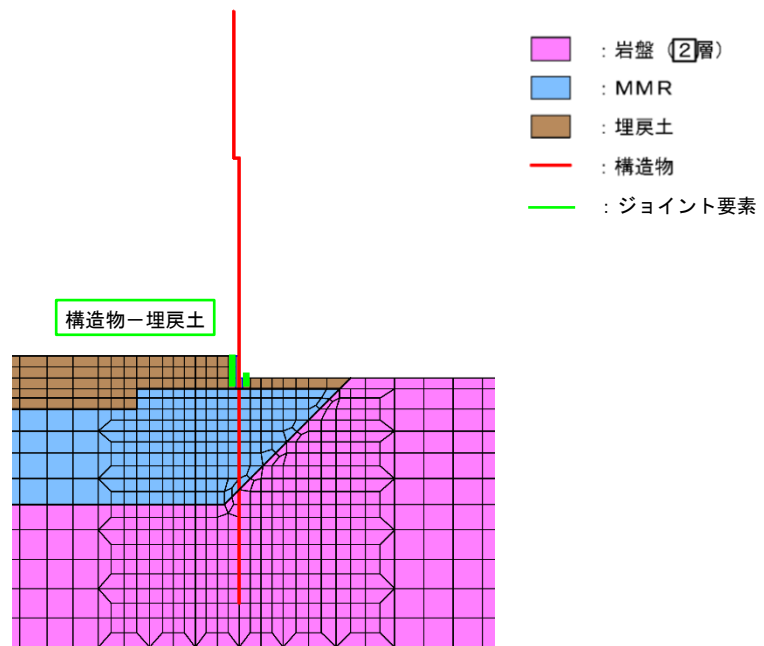 ：岩盤（2層）
：ＭＭＲ
：埋戻土
：構造物
：ジョイント要素
構造物－埋戻土